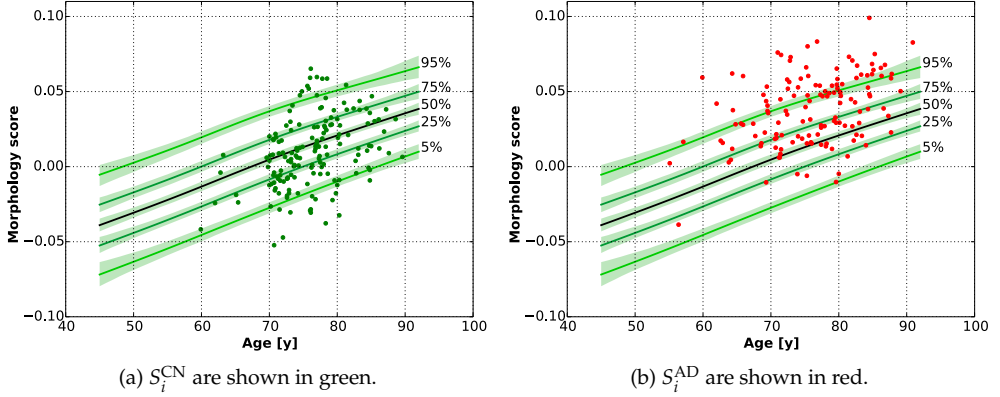 0.10
0.05
0.00
−0.05
−0.10
Morphology score
95%
75%
50%
25%
5%
40 50 60 70 80 90 100
Age [y]
(a) S_i^CN are shown in green.
0.10
0.05
0.00
−0.05
−0.10
Morphology score
95%
75%
50%
25%
5%
40 50 60 70 80 90 100
Age [y]
(b) S_i^AD are shown in red.